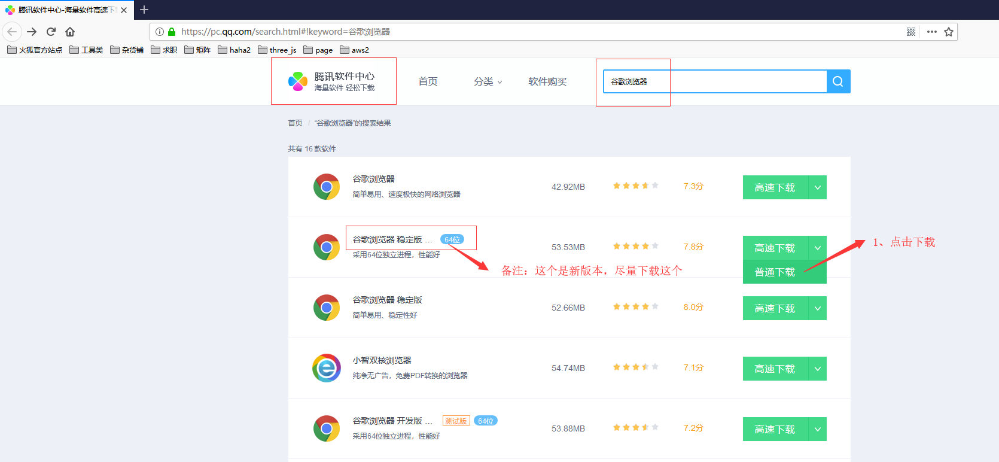 腾讯软件中心-海量软件高速下
https://pc.qq.com/search.html#!keyword=谷歌浏览器
火狐官方站点 工具类 杂货铺 求职 矩阵 haha2 three_js page aws2
腾讯软件中心
海量软件 轻松下载
首页 分类 软件购买
谷歌浏览器
首页 / “谷歌浏览器”的搜索结果
共有 16 款软件
谷歌浏览器
简单易用、速度极快的网络浏览器
42.92MB
7.3分
高速下载
谷歌浏览器 稳定版 ... 64位
采用64位独立进程，性能好
53.53MB
7.8分
高速下载
普通下载
1、点击下载
备注：这个是新版本，尽量下载这个
谷歌浏览器 稳定版
简单易用、稳定性好
52.66MB
8.0分
高速下载
小智双核浏览器
纯净无广告，免费PDF转换的浏览器
54.74MB
7.1分
高速下载
谷歌浏览器 开发版 ... 测试版 64位
采用64位独立进程，性能好
53.88MB
7.2分
高速下载